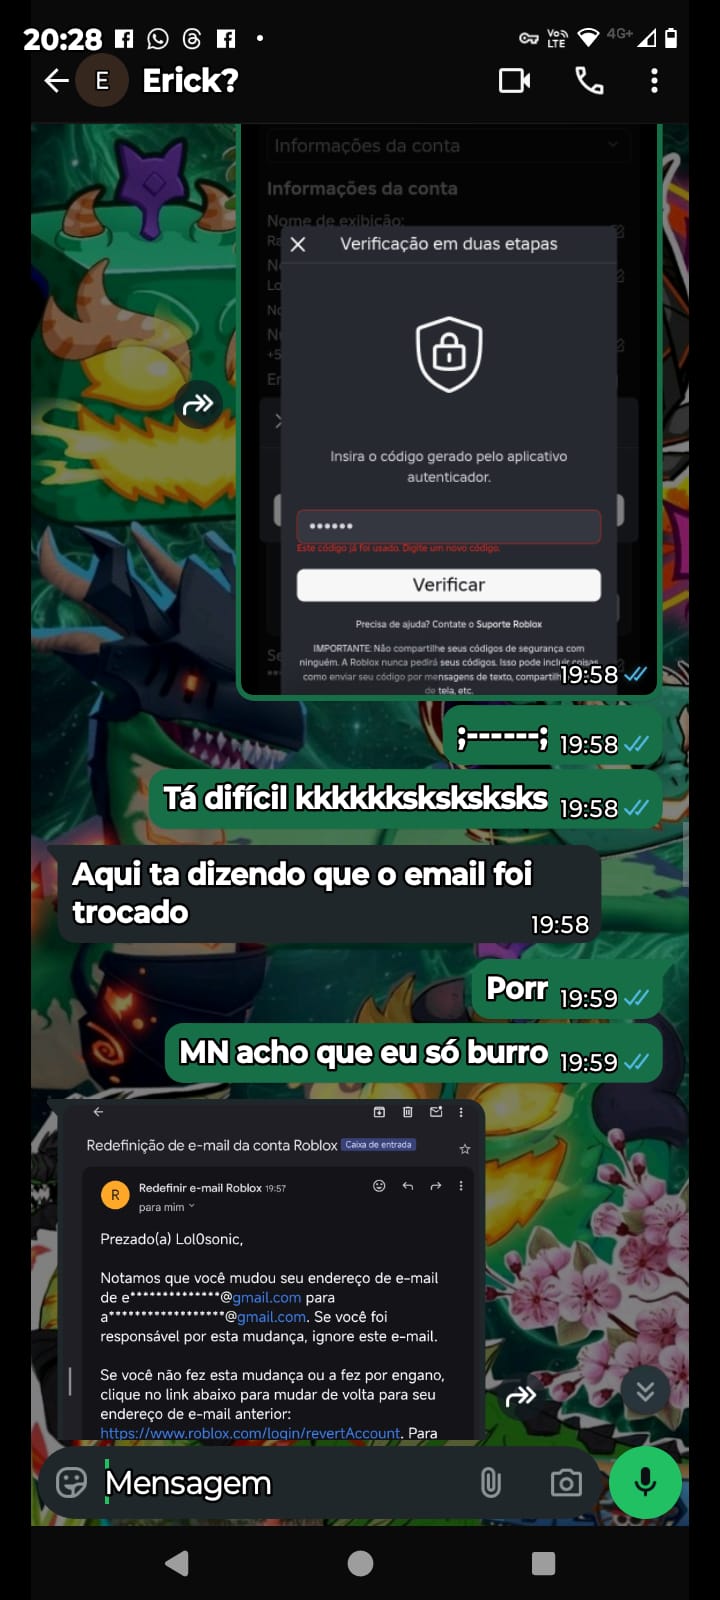 20:28
Vo)) LTE 4G+
E Erick?
Informações da conta
Informações da conta
Nome de exibição:
Verificação em duas etapas
Insira o código gerado pelo aplicativo
autenticador.
••••••
Este código já foi usado. Digite um novo código.
Verificar
Precisa de ajuda? Contate o Suporte Roblox
IMPORTANTE: Não compartilhe seus códigos de segurança com
ninguém. A Roblox nunca pedirá seus códigos. Isso pode incluir coisas
como enviar seu código por mensagens de texto, compartilh
de tela, etc.
19:58
;------; 19:58
Tá difícil kkkkkksksksksks 19:58
Aqui ta dizendo que o email foi
trocado
19:58
Porr 19:59
MN acho que eu só burro 19:59
Redefinição de e-mail da conta Roblox Caixa de entrada
R Redefinir e-mail Roblox 19:57
para mim
Prezado(a) Lol0sonic,
Notamos que você mudou seu endereço de e-mail
de e**************@gmail.com para
a******************@gmail.com. Se você foi
responsável por esta mudança, ignore este e-mail.
Se você não fez esta mudança ou a fez por engano,
clique no link abaixo para mudar de volta para seu
endereço de e-mail anterior:
https://www.roblox.com/login/revertAccount. Para
Mensagem